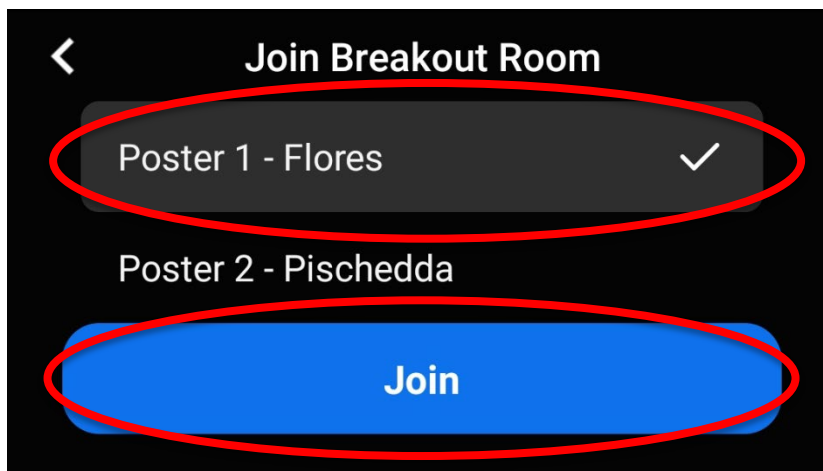 Join Breakout Room
Poster 1 - Flores
Poster 2 - Pischedda
Join